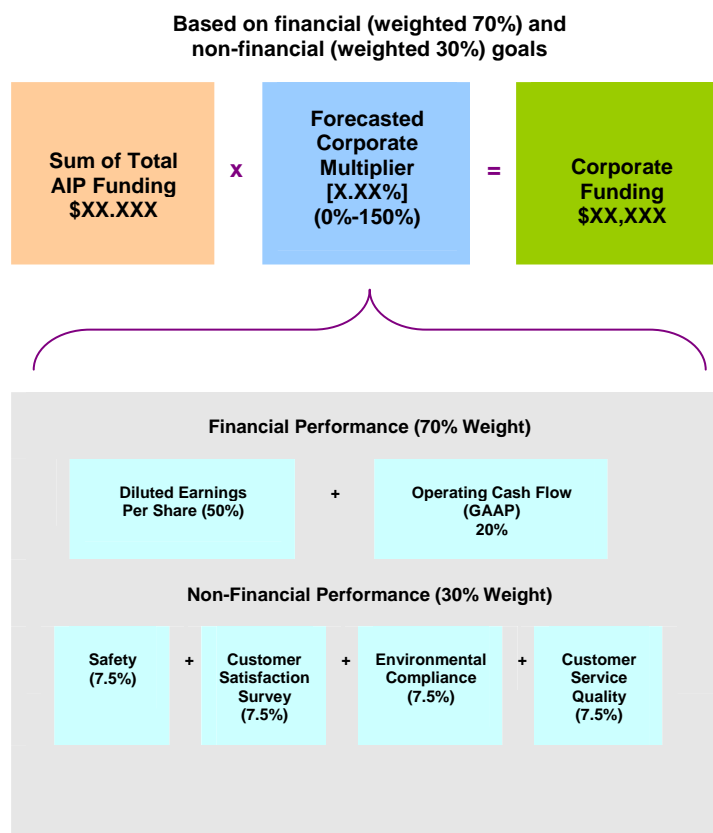 Based on financial (weighted 70%) and
non-financial (weighted 30%) goals
Sum of Total
AIP Funding
$XX.XXX
x
Forecasted
Corporate
Multiplier
[X.XX%]
(0%-150%)
=
Corporate
Funding
$XX,XXX
Financial Performance (70% Weight)
Diluted Earnings
Per Share (50%)
+
Operating Cash Flow
(GAAP)
20%
Non-Financial Performance (30% Weight)
Safety
(7.5%)
+
Customer
Satisfaction
Survey
(7.5%)
+
Environmental
Compliance
(7.5%)
+
Customer
Service
Quality
(7.5%)